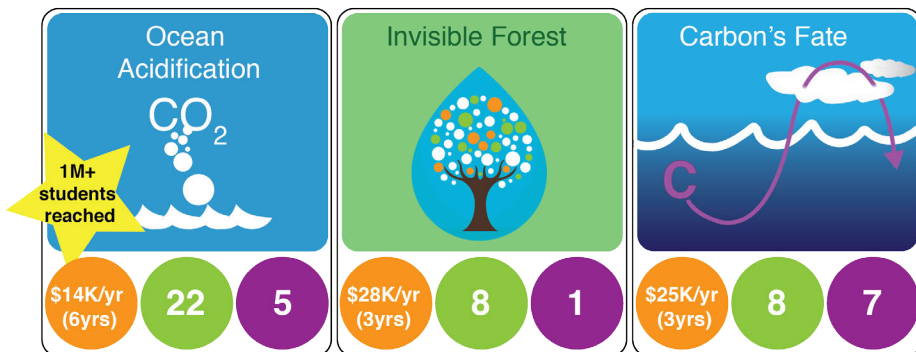 Ocean
Acidification
CO2
1M+
students
reached
$14K/yr
(6yrs)
22
5
Invisible Forest
$28K/yr
(3yrs)
8
1
Carbon's Fate
C
$25K/yr
(3yrs)
8
7